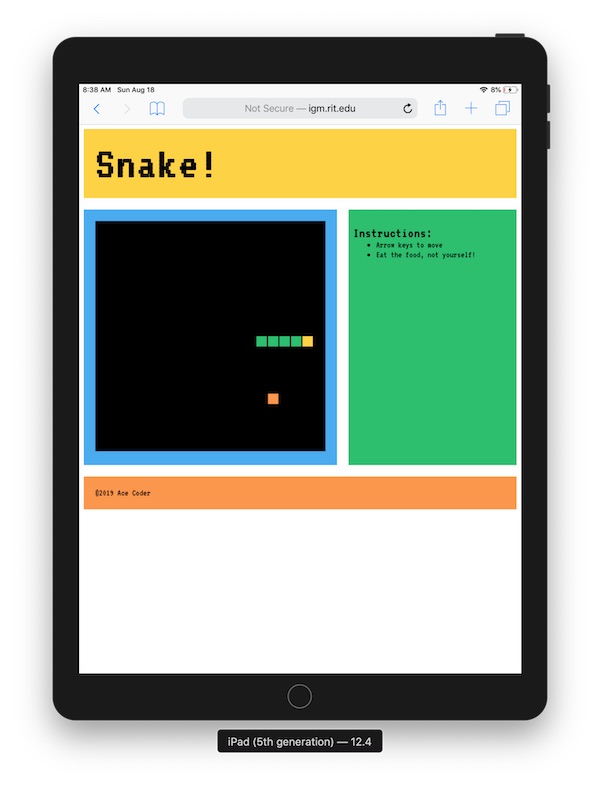 8:38 AM Sun Aug 18
8%
Not Secure — igm.rit.edu
Snake!
Instructions:
Arrow keys to move
Eat the food, not yourself!
©2019 Ace Coder
iPad (5th generation) — 12.4